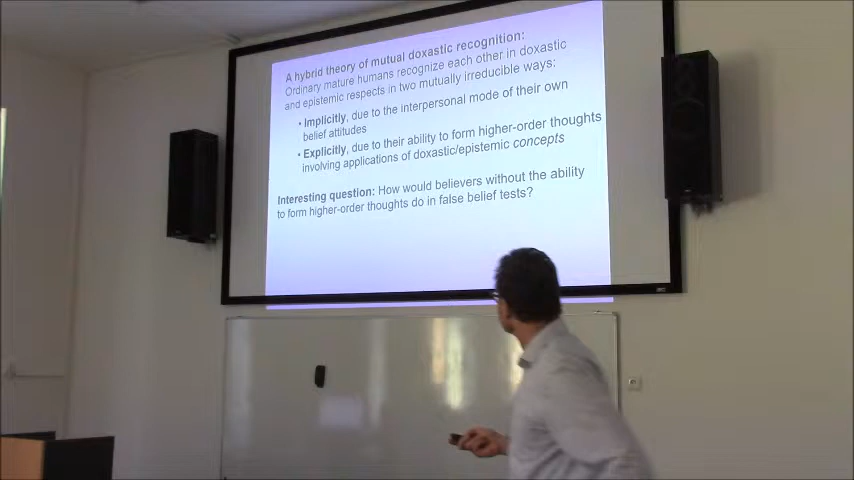 A hybrid theory of mutual doxastic recognition:
Ordinary mature humans recognize each other in doxastic
and epistemic respects in two mutually irreducible ways:
• Implicitly, due to the interpersonal mode of their own
belief attitudes
• Explicitly, due to their ability to form higher-order thoughts
involving applications of doxastic/epistemic concepts
Interesting question: How would believers without the ability
to form higher-order thoughts do in false belief tests?